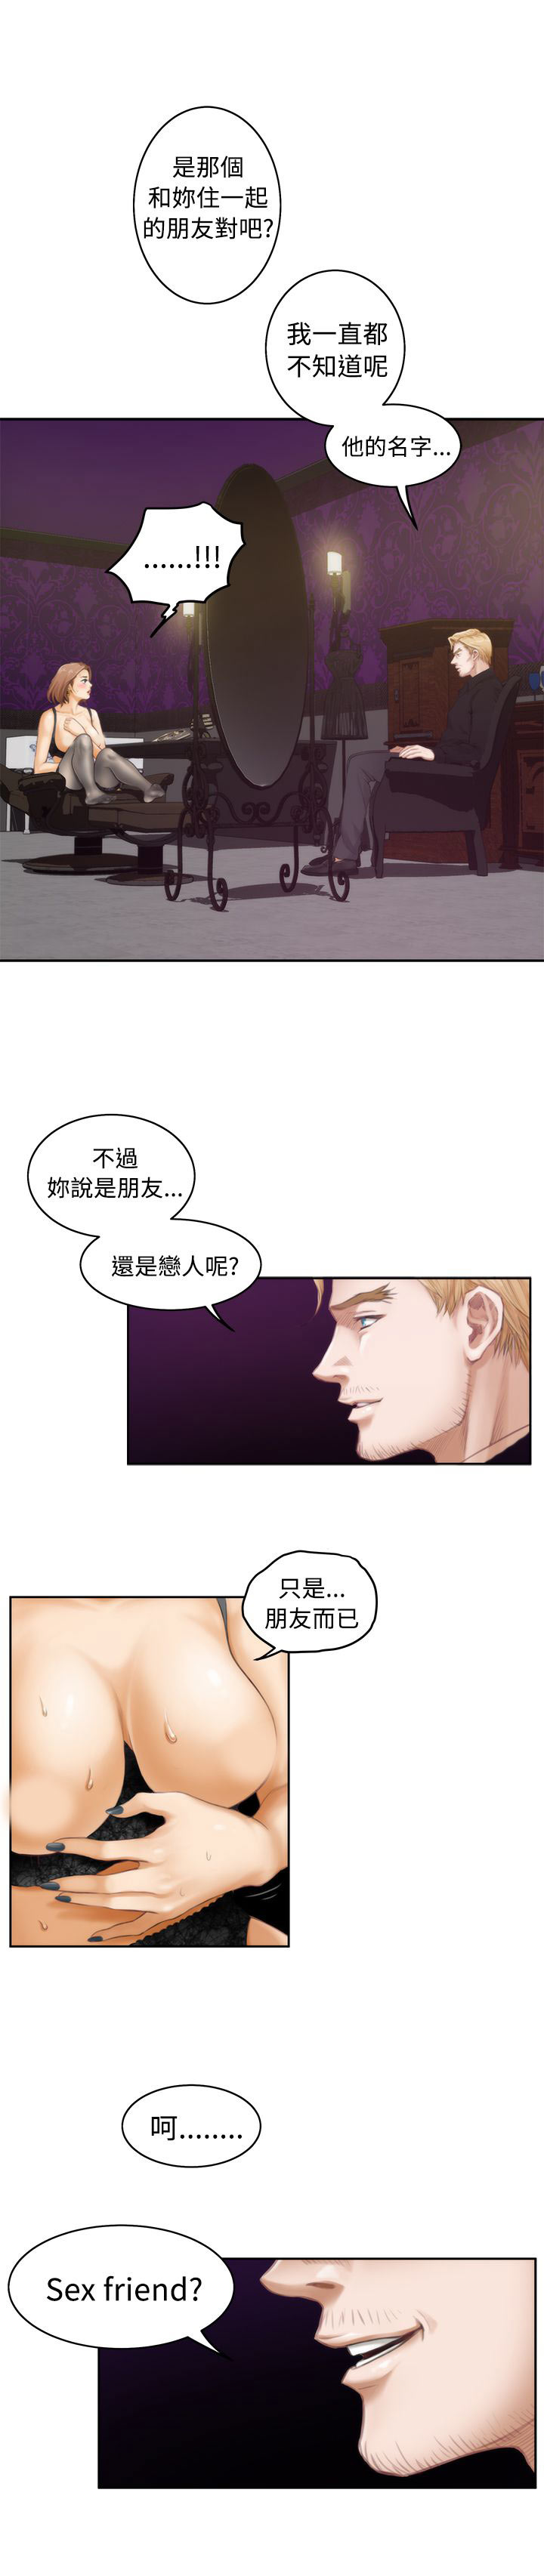 是那個
和妳住一起
的朋友對吧?
我一直都
不知道呢
他的名字...
......!!!
不過
妳說是朋友...
還是戀人呢?
只是...
朋友而已
呵........
Sex friend?